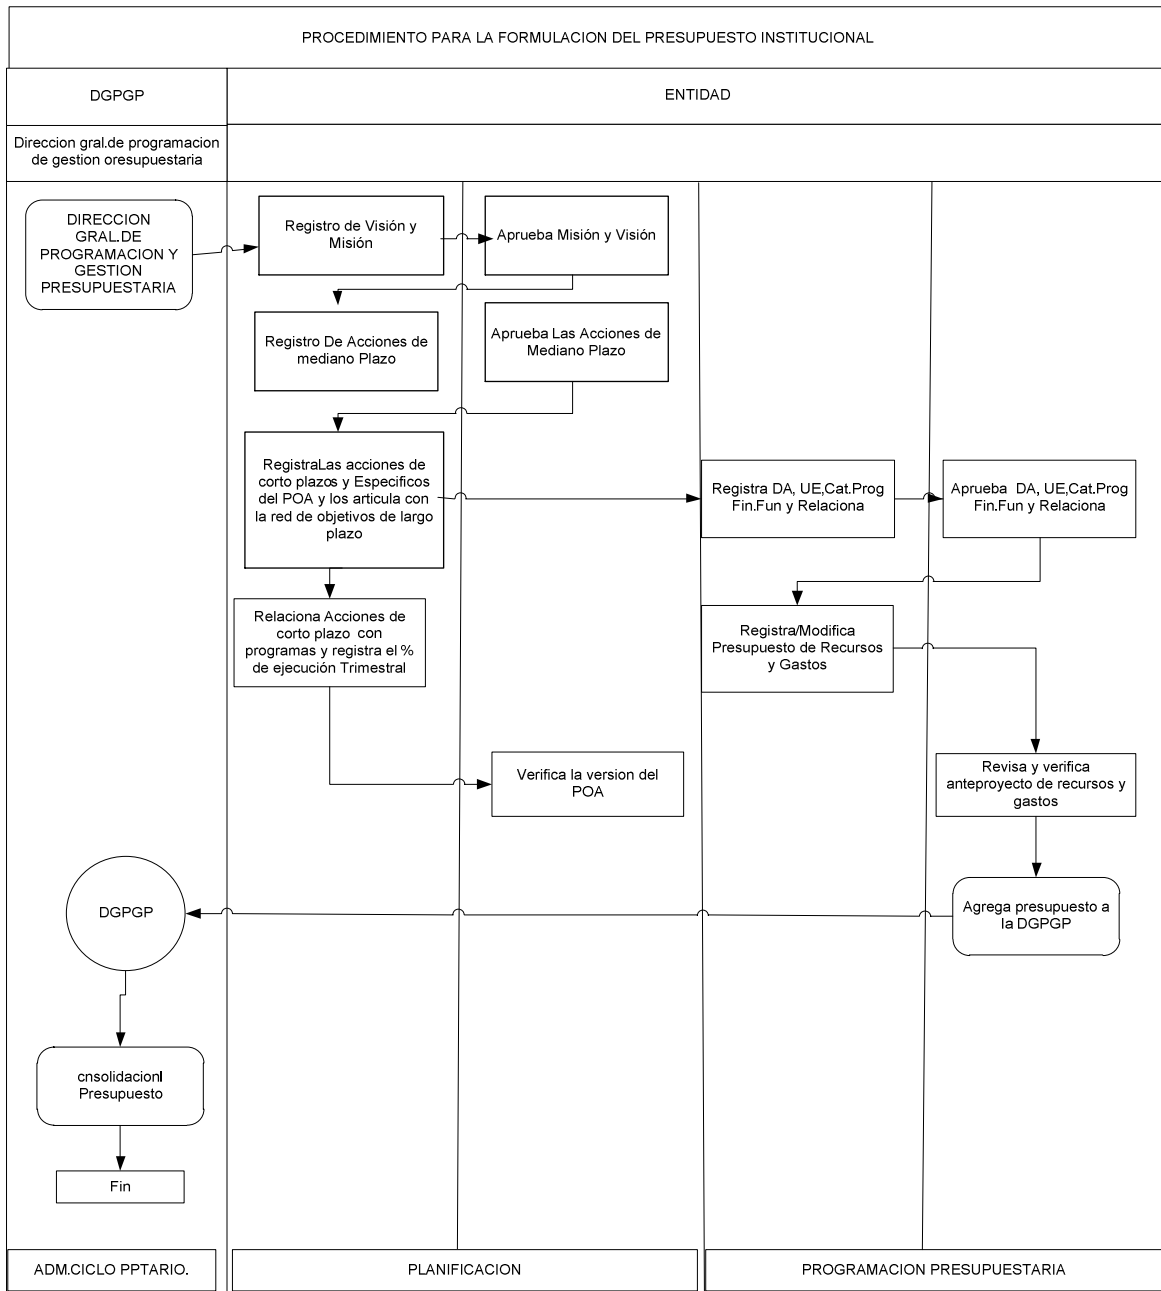 PROCEDIMIENTO PARA LA FORMULACION DEL PRESUPUESTO INSTITUCIONAL
DGPGP
ENTIDAD
Direccion gral.de programacion
de gestion oresupuestaria
DIRECCION
GRAL.DE
PROGRAMACION Y
GESTION
PRESUPUESTARIA
Registro de Visión y
Misión
Aprueba Misión y Visión
Registro De Acciones de
mediano Plazo
Aprueba Las Acciones de
Mediano Plazo
RegistraLas acciones de
corto plazos y Especificos
del POA y los articula con
la red de objetivos de largo
plazo
Registra DA, UE,Cat.Prog
Fin.Fun y Relaciona
Aprueba DA, UE,Cat.Prog
Fin.Fun y Relaciona
Relaciona Acciones de
corto plazo con
programas y registra el %
de ejecución Trimestral
Registra/Modifica
Presupuesto de Recursos
y Gastos
Verifica la version del
POA
Revisa y verifica
anteproyecto de recursos y
gastos
DGPGP
Agrega presupuesto a
la DGPGP
cnsolidacionl
Presupuesto
Fin
ADM.CICLO PPTARIO.
PLANIFICACION
PROGRAMACION PRESUPUESTARIA